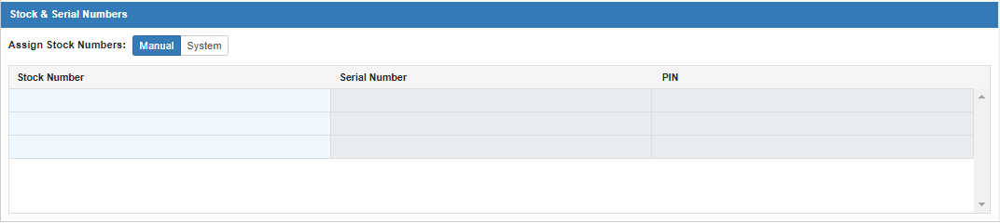 Stock & Serial Numbers
Assign Stock Numbers: Manual System
Stock Number Serial Number PIN